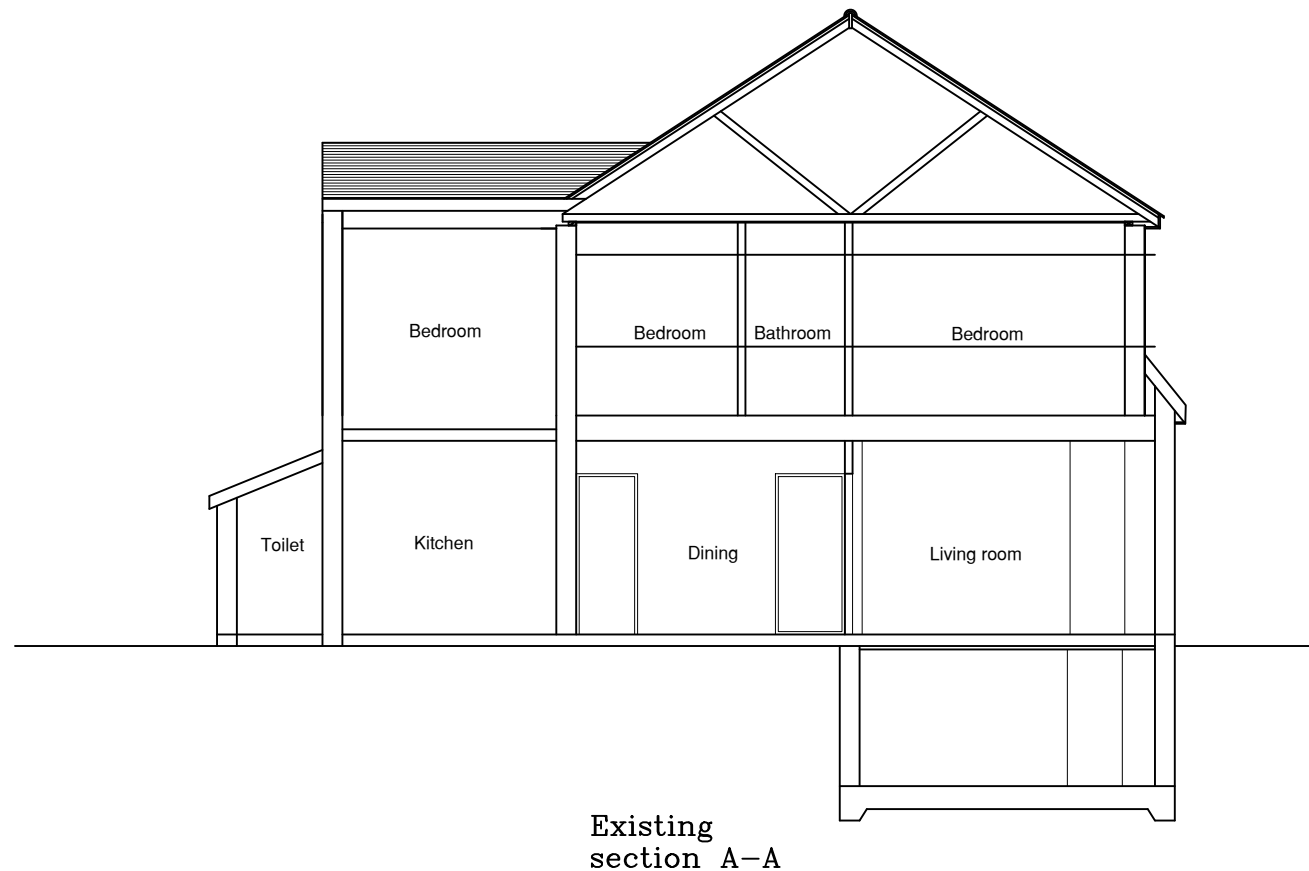 Bedroom
Bedroom
Bathroom
Bedroom
Toilet
Kitchen
Dining
Living room
Existing
section A-A